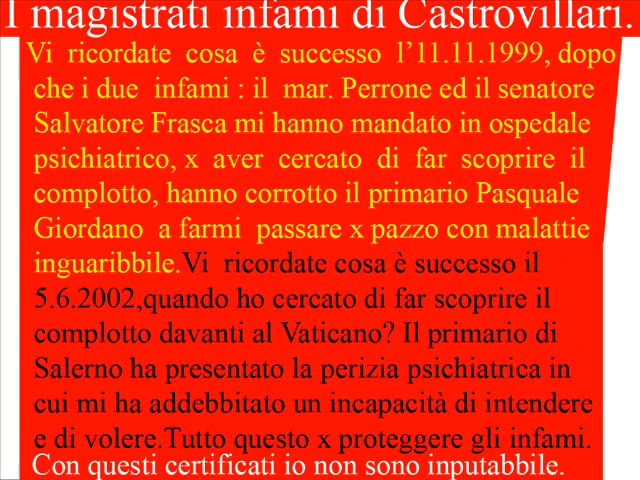 I magistrati infami di Castrovillari.
Vi ricordate cosa è successo l'11.11.1999, dopo
che i due infami : il mar. Perrone ed il senatore
Salvatore Frasca mi hanno mandato in ospedale
psichiatrico, x aver cercato di far scoprire il
complotto, hanno corrotto il primario Pasquale
Giordano a farmi passare x pazzo con malattie
inguaribbile.Vi ricordate cosa è successo il
5.6.2002,quando ho cercato di far scoprire il
complotto davanti al Vaticano? Il primario di
Salerno ha presentato la perizia psichiatrica in
cui mi ha addebbitato un incapacità di intendere
e di volere.Tutto questo x proteggere gli infami.
Con questi certificati io non sono inputabbile.